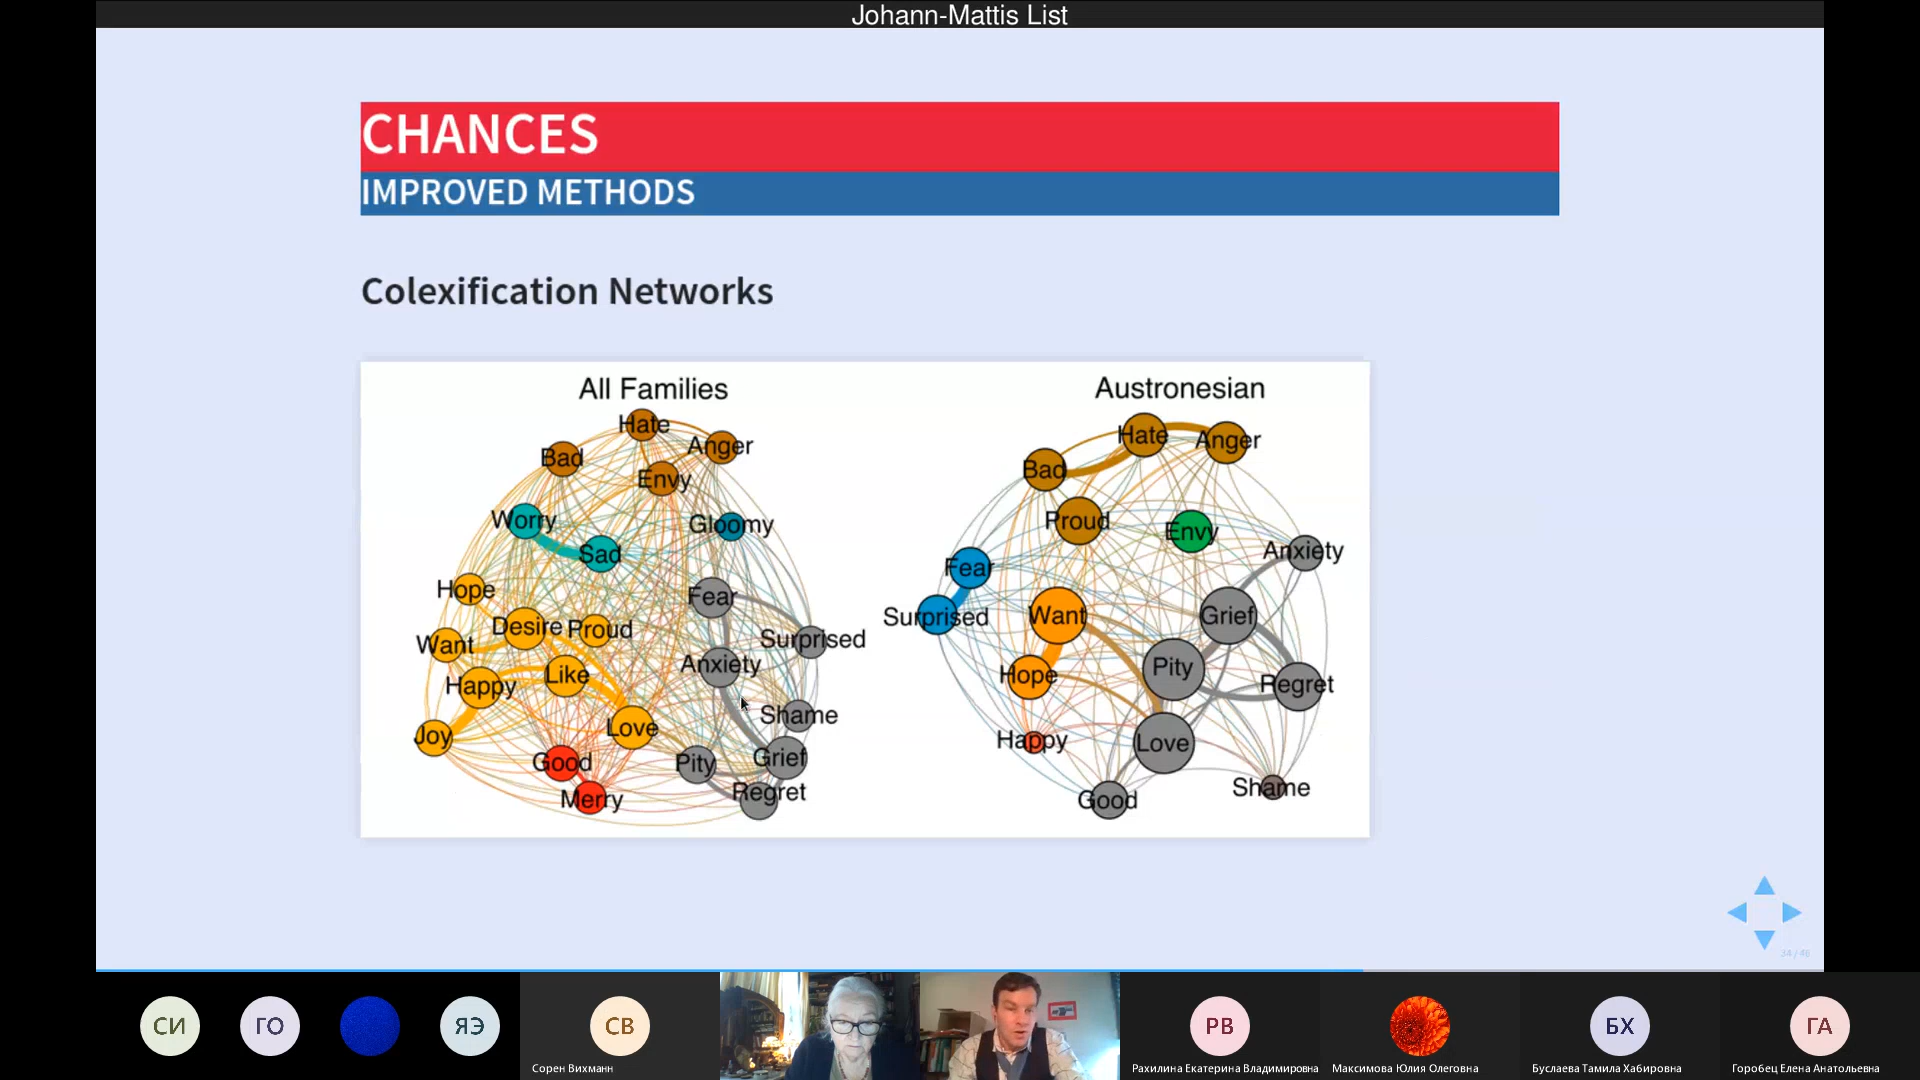 Johann-Mattis List
CHANCES
IMPROVED METHODS
Colexification Networks
All Families
Hate
Anger
Bad
Envy
Worry
Gloomy
Sad
Hope
Fear
Desire
Proud
Want
Surprised
Anxiety
Like
Happy
Shame
Love
Joy
Good
Pity
Grief
Merry
Regret
Austronesian
Hate
Anger
Bad
Proud
Envy
Anxiety
Fear
Surprised
Want
Grief
Hope
Pity
Regret
Happy
Love
Shame
Good
34 / 46
СИ
ГО
ЯЭ
СВ
Сорен Вихманн
РВ
Рахилина Екатерина Владимировна
Максимова Юлия Олеговна
БХ
Буслаева Тамила Хабировна
ГА
Горобец Елена Анатольевна